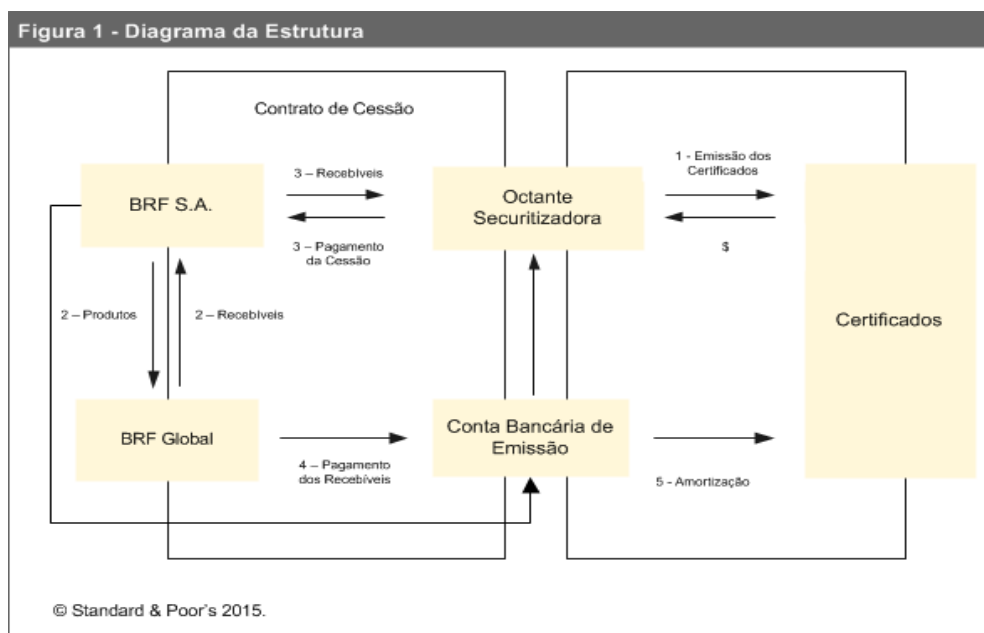 Figura 1 - Diagrama da Estrutura
Contrato de Cessão
BRF S.A.
3 – Recebíveis
3 – Pagamento
da Cessão
Octante
Securitizadora
1 - Emissão dos
Certificados
$
Certificados
2 – Produtos
2 – Recebíveis
BRF Global
4 – Pagamento
dos Recebíveis
Conta Bancária de
Emissão
5 - Amortização
© Standard & Poor's 2015.